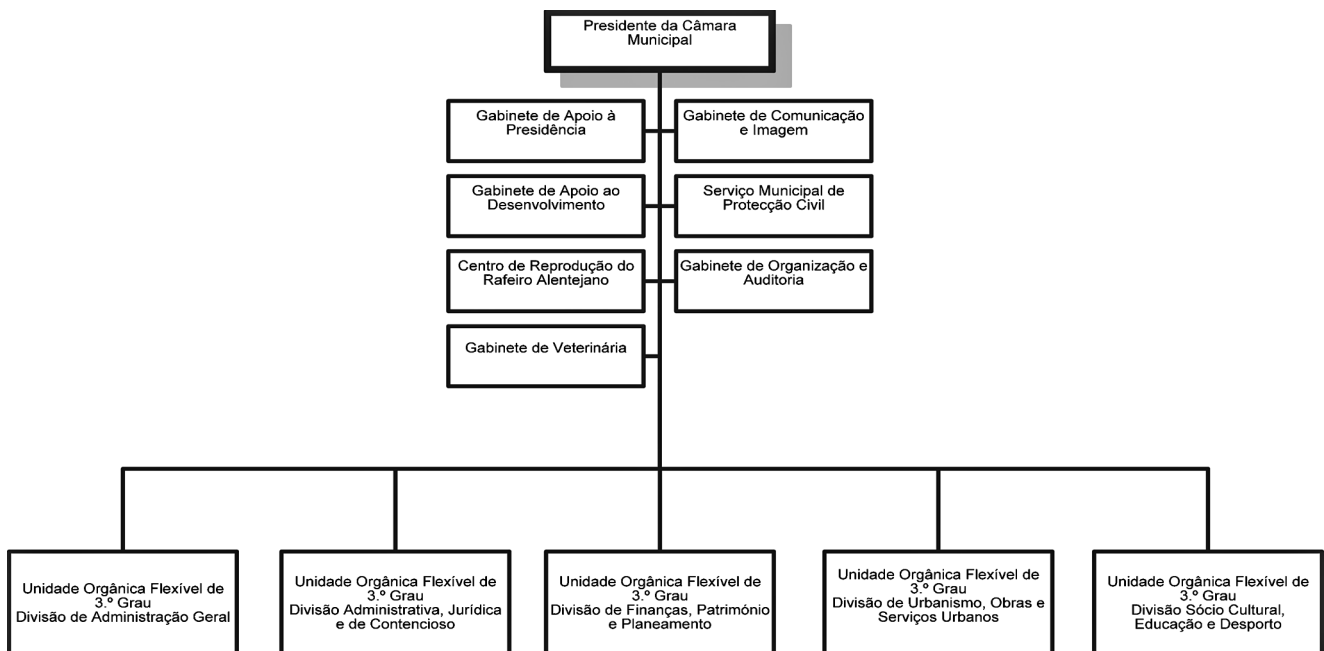 Presidente da Câmara
Municipal
Gabinete de Apoio à
Presidência
Gabinete de Comunicação
e Imagem
Gabinete de Apoio ao
Desenvolvimento
Serviço Municipal de
Protecção Civil
Centro de Reprodução do
Rafeiro Alentejano
Gabinete de Organização e
Auditoria
Gabinete de Veterinária
Unidade Orgânica Flexível de
3.º Grau
Divisão de Administração Geral
Unidade Orgânica Flexível de
3.º Grau
Divisão Administrativa, Jurídica
e de Contencioso
Unidade Orgânica Flexível de
3.º Grau
Divisão de Finanças, Património
e Planeamento
Unidade Orgânica Flexível de
3.º Grau
Divisão de Urbanismo, Obras e
Serviços Urbanos
Unidade Orgânica Flexível de
3.º Grau
Divisão Sócio Cultural,
Educação e Desporto